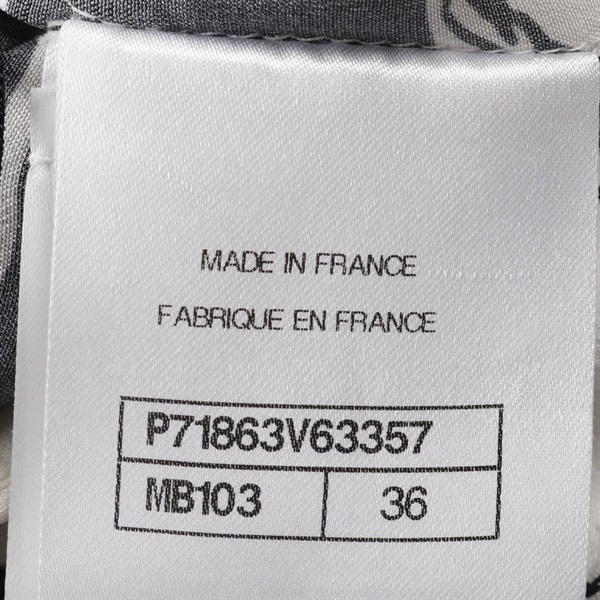 MADE IN FRANCE
FABRIQUE EN FRANCE
P71863V63357
MB103 36